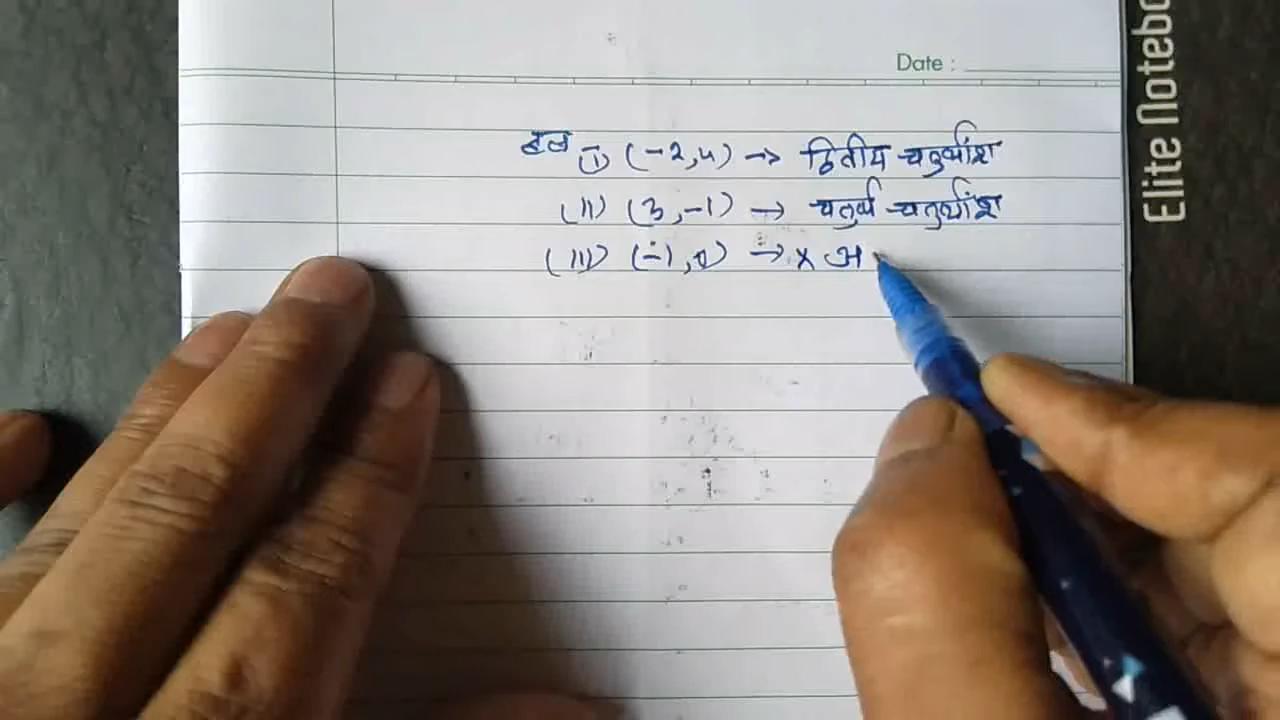 Date :
हल (i) (-2,4) → द्वितीय चतुर्थांश
(II) (3,-1) → चतुर्थ चतुर्थांश
(III) (-1,0) → x अ
Elite Notebo